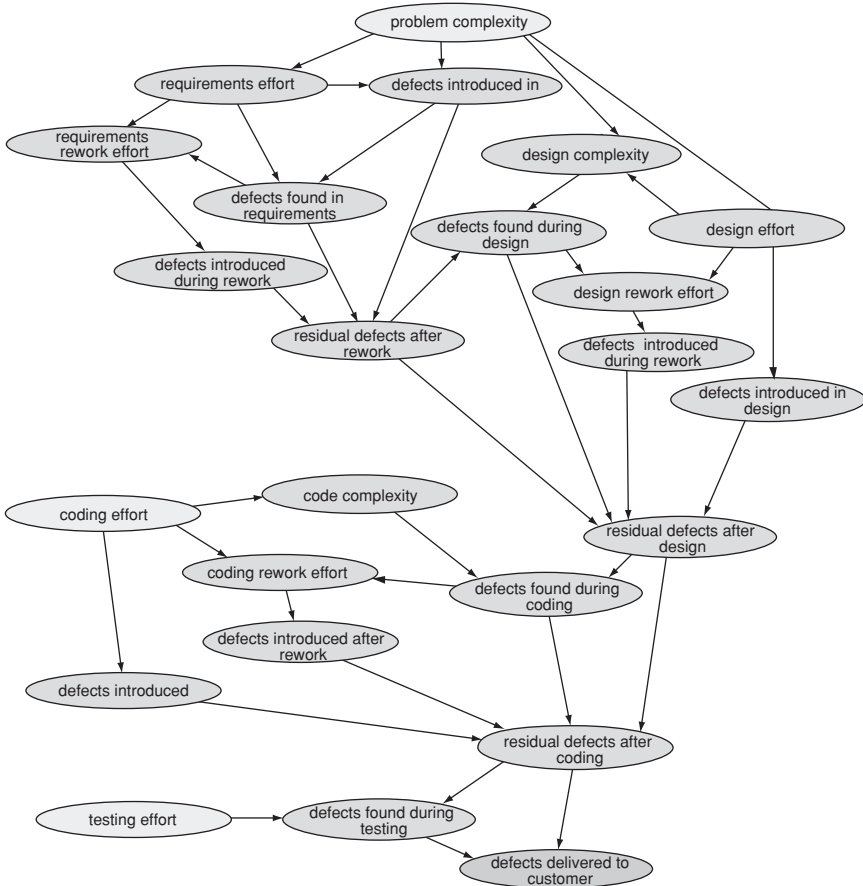 problem complexity
requirements effort
defects introduced in
requirements
rework effort
design complexity
defects found in
requirements
defects found during
design
design effort
defects introduced
during rework
design rework effort
residual defects after
rework
defects introduced
during rework
defects introduced in
design
code complexity
coding effort
residual defects after
design
coding rework effort
defects found during
coding
defects introduced after
rework
defects introduced
residual defects after
coding
testing effort
defects found during
testing
defects delivered to
customer